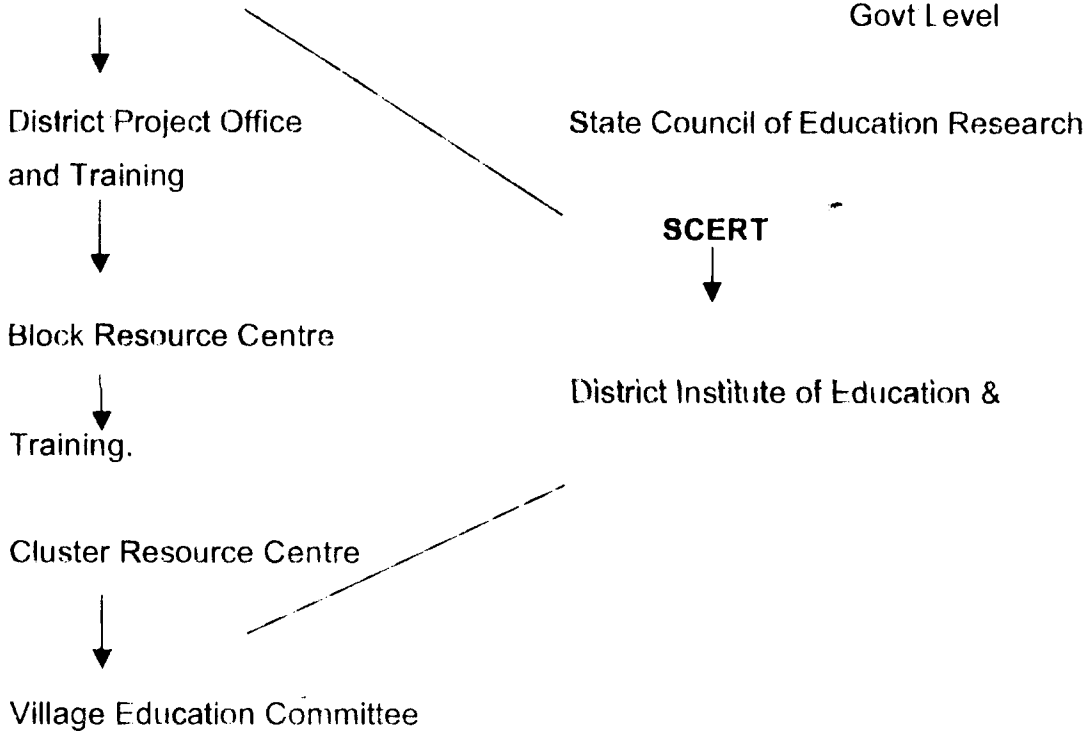 Govt Level
District Project Office
State Council of Education Research
and Training
SCERT
Block Resource Centre
District Institute of Education &
Training.
Cluster Resource Centre
Village Education Committee